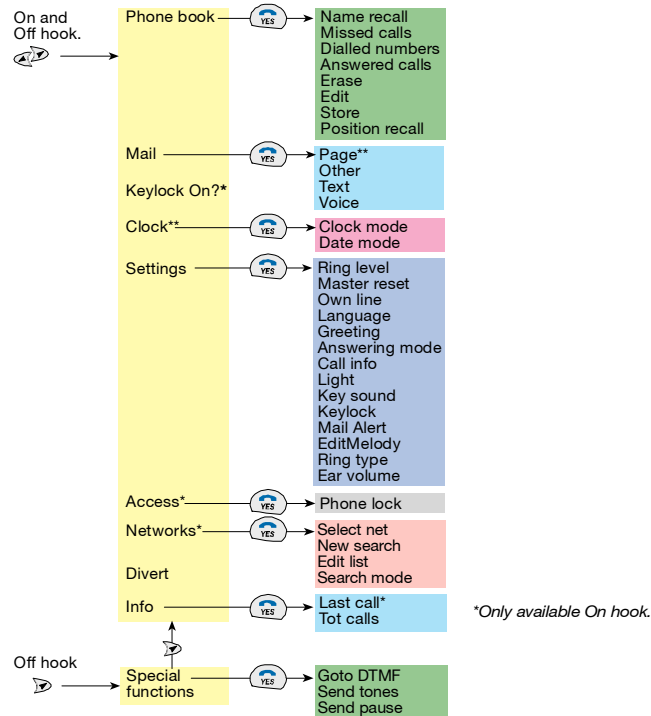 On and
Off hook.
Phone book
YES
Name recall
Missed calls
Dialled numbers
Answered calls
Erase
Edit
Store
Position recall
Mail
YES
Page**
Other
Text
Voice
Keylock On?*
Clock**
YES
Clock mode
Date mode
Settings
YES
Ring level
Master reset
Own line
Language
Greeting
Answering mode
Call info
Light
Key sound
Keylock
Mail Alert
EditMelody
Ring type
Ear volume
Access*
YES
Phone lock
Networks*
YES
Select net
New search
Edit list
Search mode
Divert
Info
YES
Last call*
Tot calls
*Only available On hook.
Off hook
Special
functions
YES
Goto DTMF
Send tones
Send pause